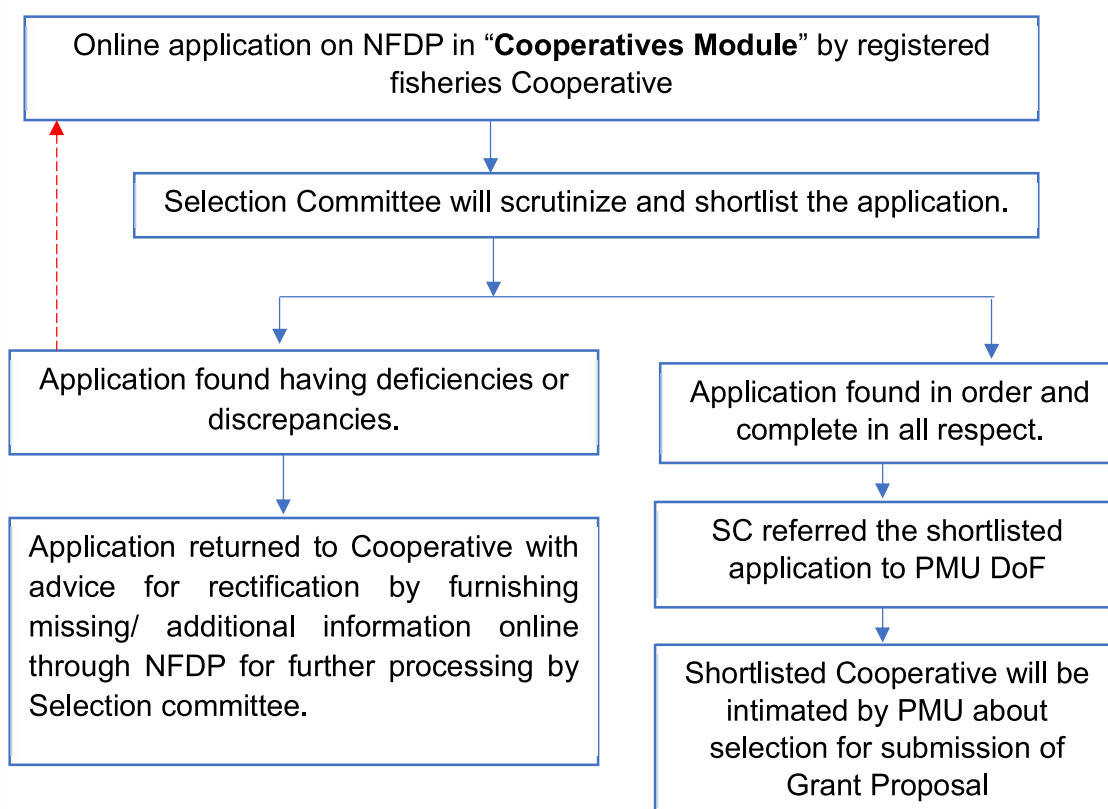 Online application on NFDP in “Cooperatives Module” by registered
fisheries Cooperative
Selection Committee will scrutinize and shortlist the application.
Application found having deficiencies or
discrepancies.
Application returned to Cooperative with
advice for rectification by furnishing
missing/ additional information online
through NFDP for further processing by
Selection committee.
Application found in order and
complete in all respect.
SC referred the shortlisted
application to PMU DoF
Shortlisted Cooperative will be
intimated by PMU about
selection for submission of
Grant Proposal